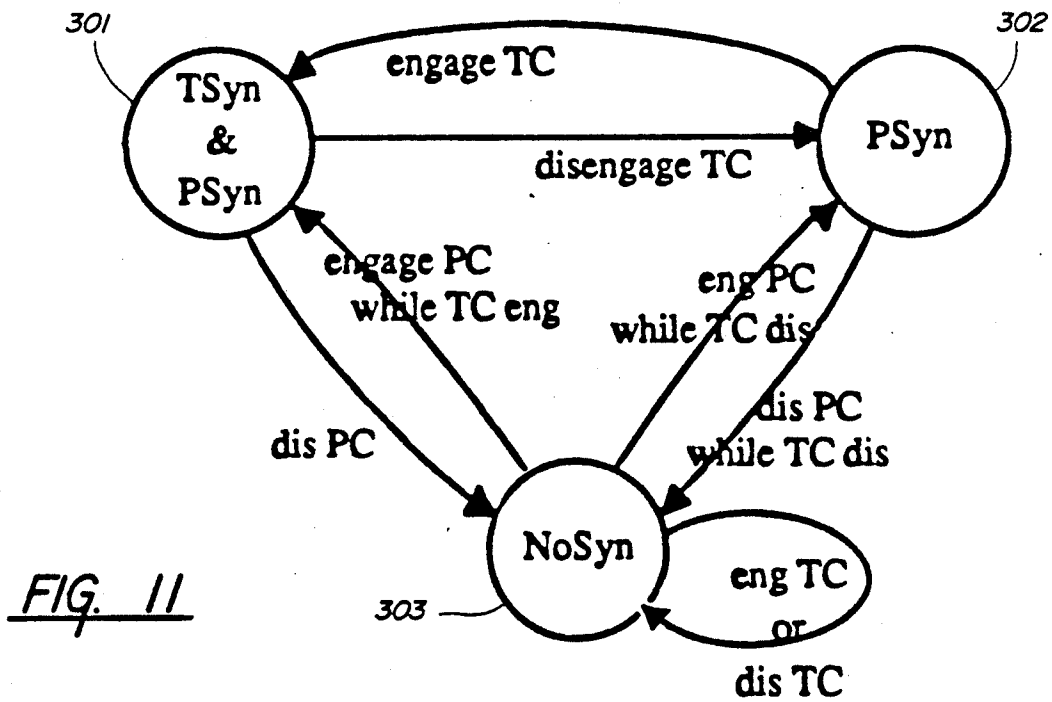 301
302
engage TC
TSyn
&
PSyn
PSyn
disengage TC
engage PC
while TC eng
eng PC
while TC dis
dis PC
while TC dis
dis PC
NoSyn
eng TC
or
dis TC
303
FIG. 11